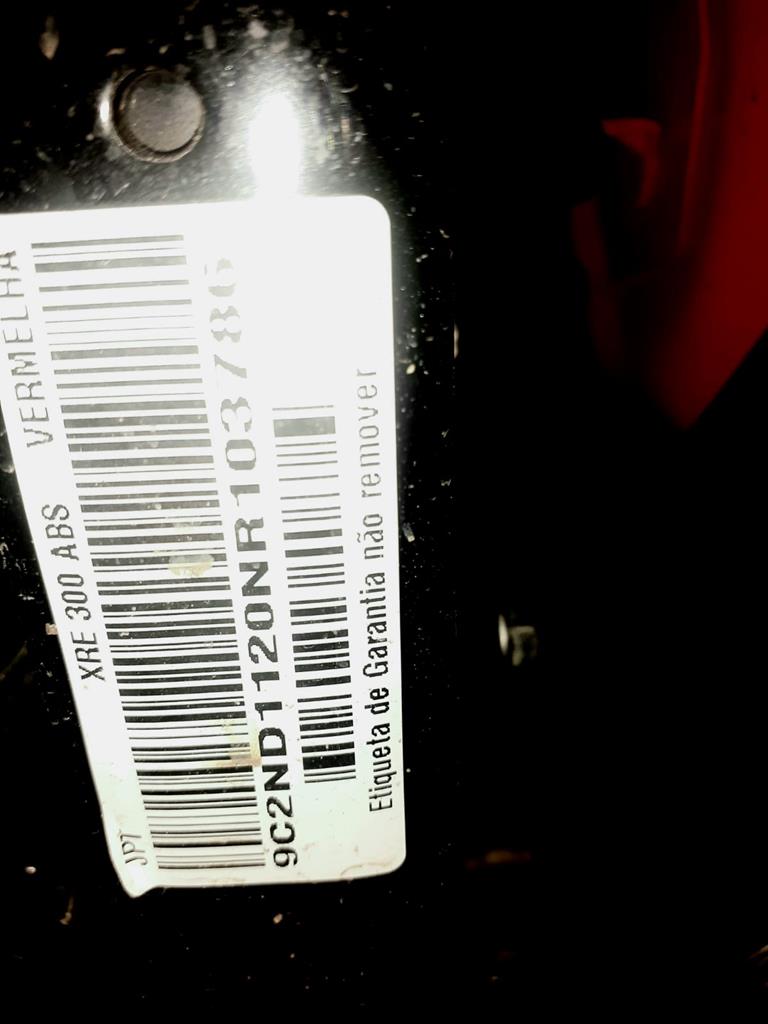 JP7 XRE 300 ABS VERMELHA
9C2ND1120NR103786
Etiqueta de Garantia não remover